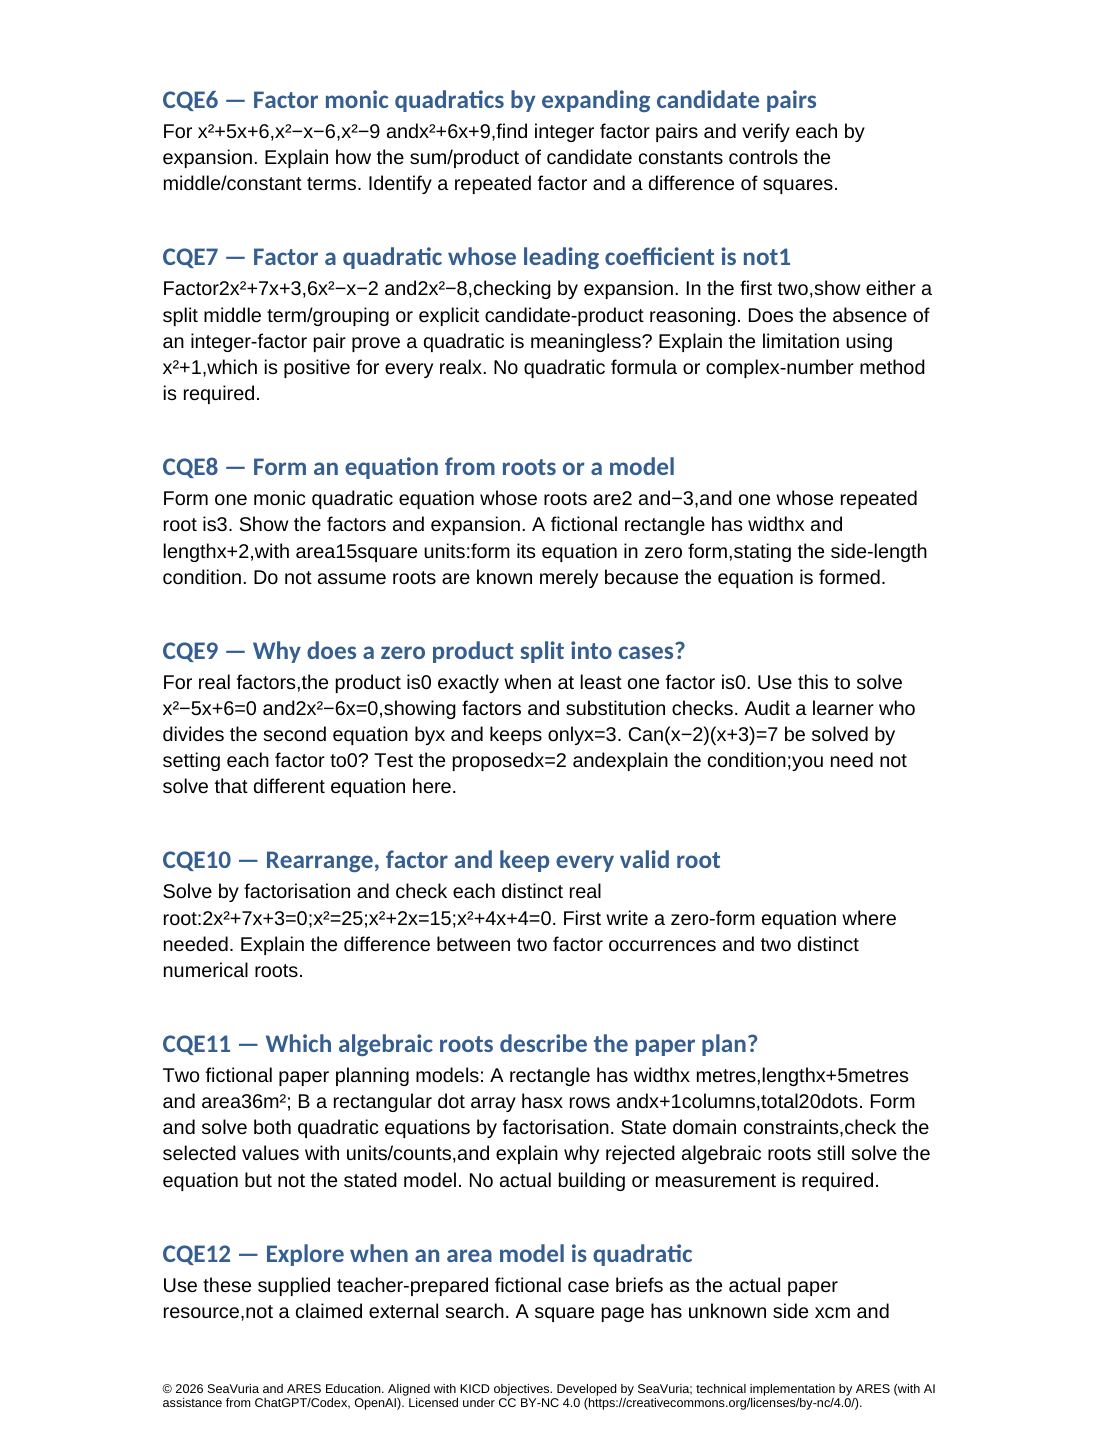 CQE6 — Factor monic quadratics by expanding candidate pairs
For x²+5x+6,x²−x−6,x²−9 andx²+6x+9,find integer factor pairs and verify each by
expansion. Explain how the sum/product of candidate constants controls the
middle/constant terms. Identify a repeated factor and a difference of squares.
CQE7 — Factor a quadratic whose leading coefficient is not1
Factor2x²+7x+3,6x²−x−2 and2x²−8,checking by expansion. In the first two,show either a
split middle term/grouping or explicit candidate-product reasoning. Does the absence of
an integer-factor pair prove a quadratic is meaningless? Explain the limitation using
x²+1,which is positive for every realx. No quadratic formula or complex-number method
is required.
CQE8 — Form an equation from roots or a model
Form one monic quadratic equation whose roots are2 and−3,and one whose repeated
root is3. Show the factors and expansion. A fictional rectangle has widthx and
lengthx+2,with area15square units:form its equation in zero form,stating the side-length
condition. Do not assume roots are known merely because the equation is formed.
CQE9 — Why does a zero product split into cases?
For real factors,the product is0 exactly when at least one factor is0. Use this to solve
x²−5x+6=0 and2x²−6x=0,showing factors and substitution checks. Audit a learner who
divides the second equation byx and keeps onlyx=3. Can(x−2)(x+3)=7 be solved by
setting each factor to0? Test the proposedx=2 andexplain the condition;you need not
solve that different equation here.
CQE10 — Rearrange, factor and keep every valid root
Solve by factorisation and check each distinct real
root:2x²+7x+3=0;x²=25;x²+2x=15;x²+4x+4=0. First write a zero-form equation where
needed. Explain the difference between two factor occurrences and two distinct
numerical roots.
CQE11 — Which algebraic roots describe the paper plan?
Two fictional paper planning models: A rectangle has widthx metres,lengthx+5metres
and area36m²; B a rectangular dot array hasx rows andx+1columns,total20dots. Form
and solve both quadratic equations by factorisation. State domain constraints,check the
selected values with units/counts,and explain why rejected algebraic roots still solve the
equation but not the stated model. No actual building or measurement is required.
CQE12 — Explore when an area model is quadratic
Use these supplied teacher-prepared fictional case briefs as the actual paper
resource,not a claimed external search. A square page has unknown side xcm and
© 2026 SeaVuria and ARES Education. Aligned with KICD objectives. Developed by SeaVuria; technical implementation by ARES (with AI
assistance from ChatGPT/Codex, OpenAI). Licensed under CC BY-NC 4.0 (https://creativecommons.org/licenses/by-nc/4.0/).